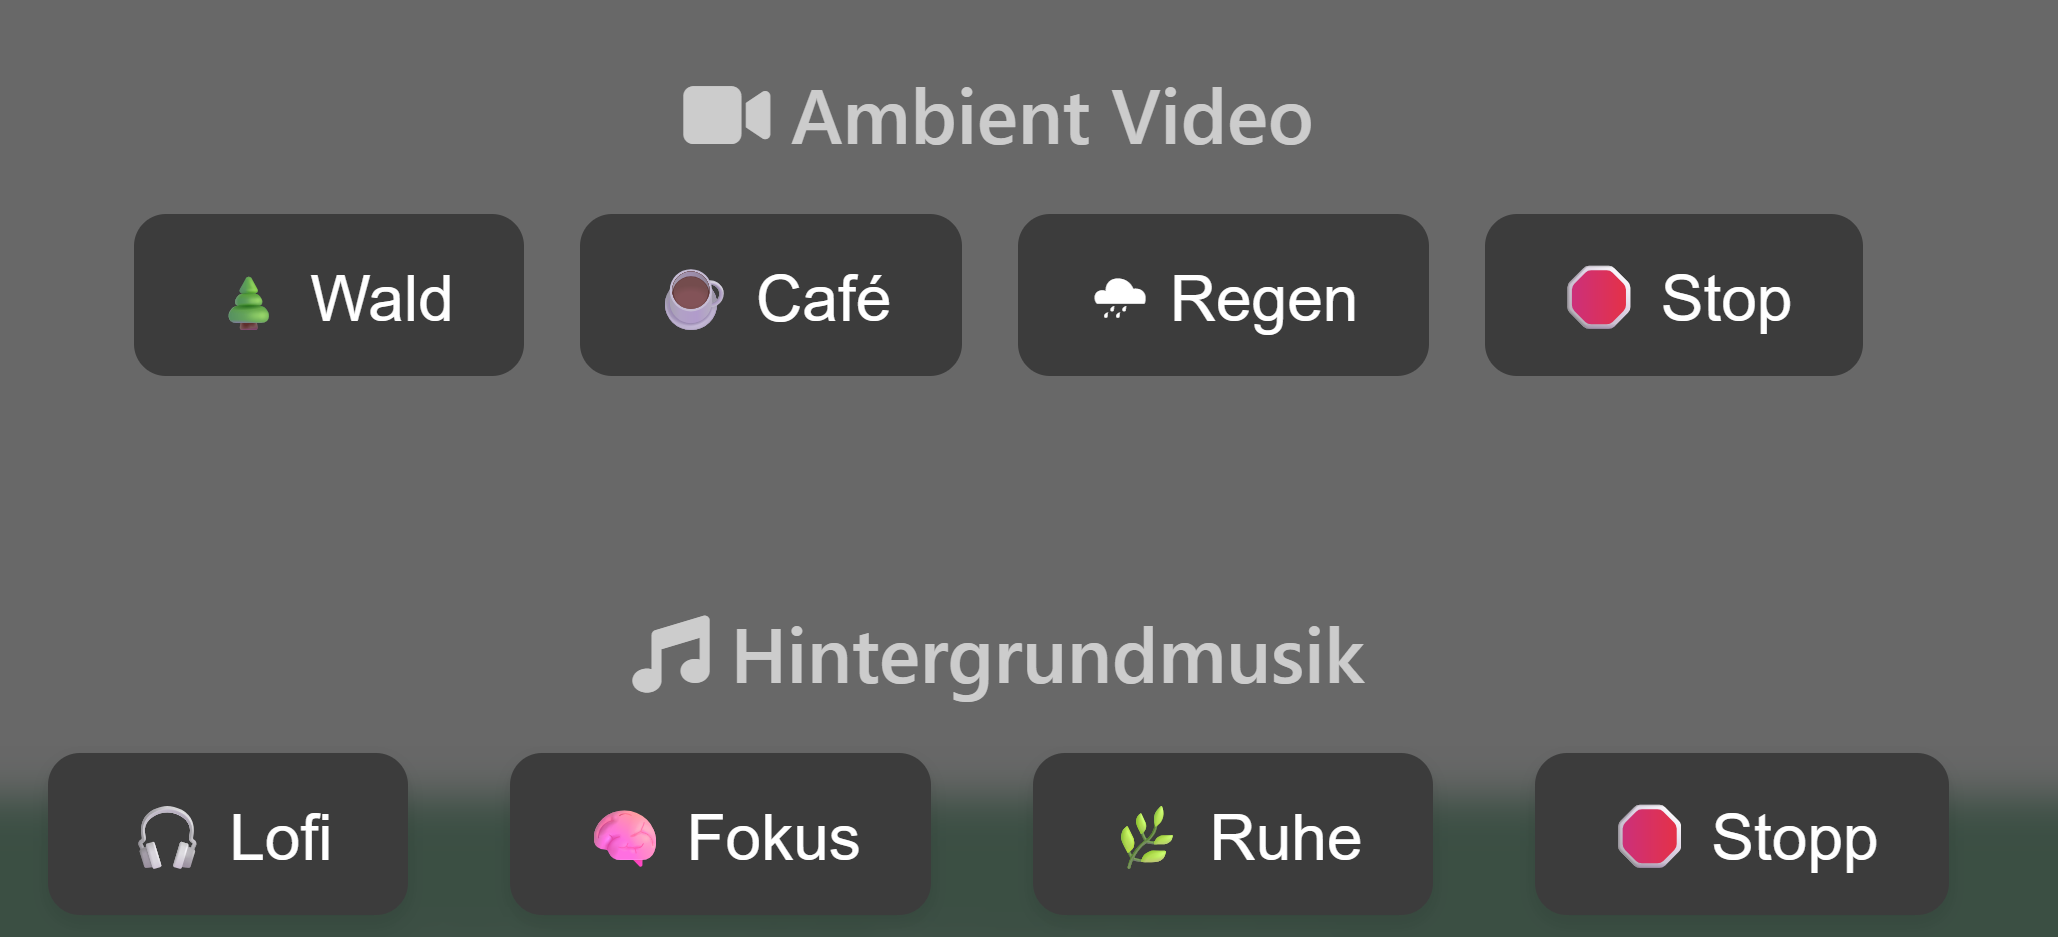 Ambient Video
Wald Café Regen Stop
Hintergrundmusik
Lofi Fokus Ruhe Stopp